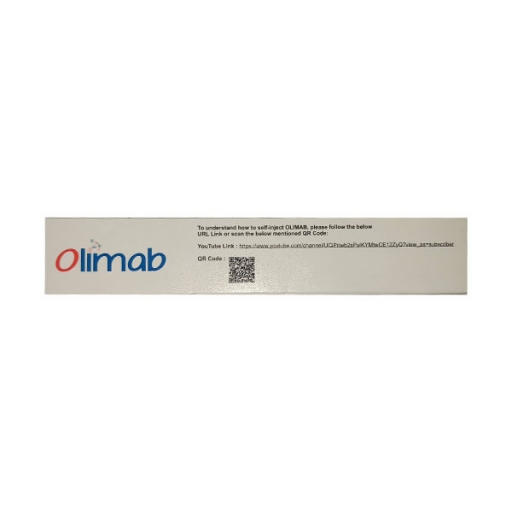 Olimab
To understand how to self-inject OLIMAB, please follow the below
URL Link or scan the below mentioned QR Code:
YouTube Link :
QR Code :